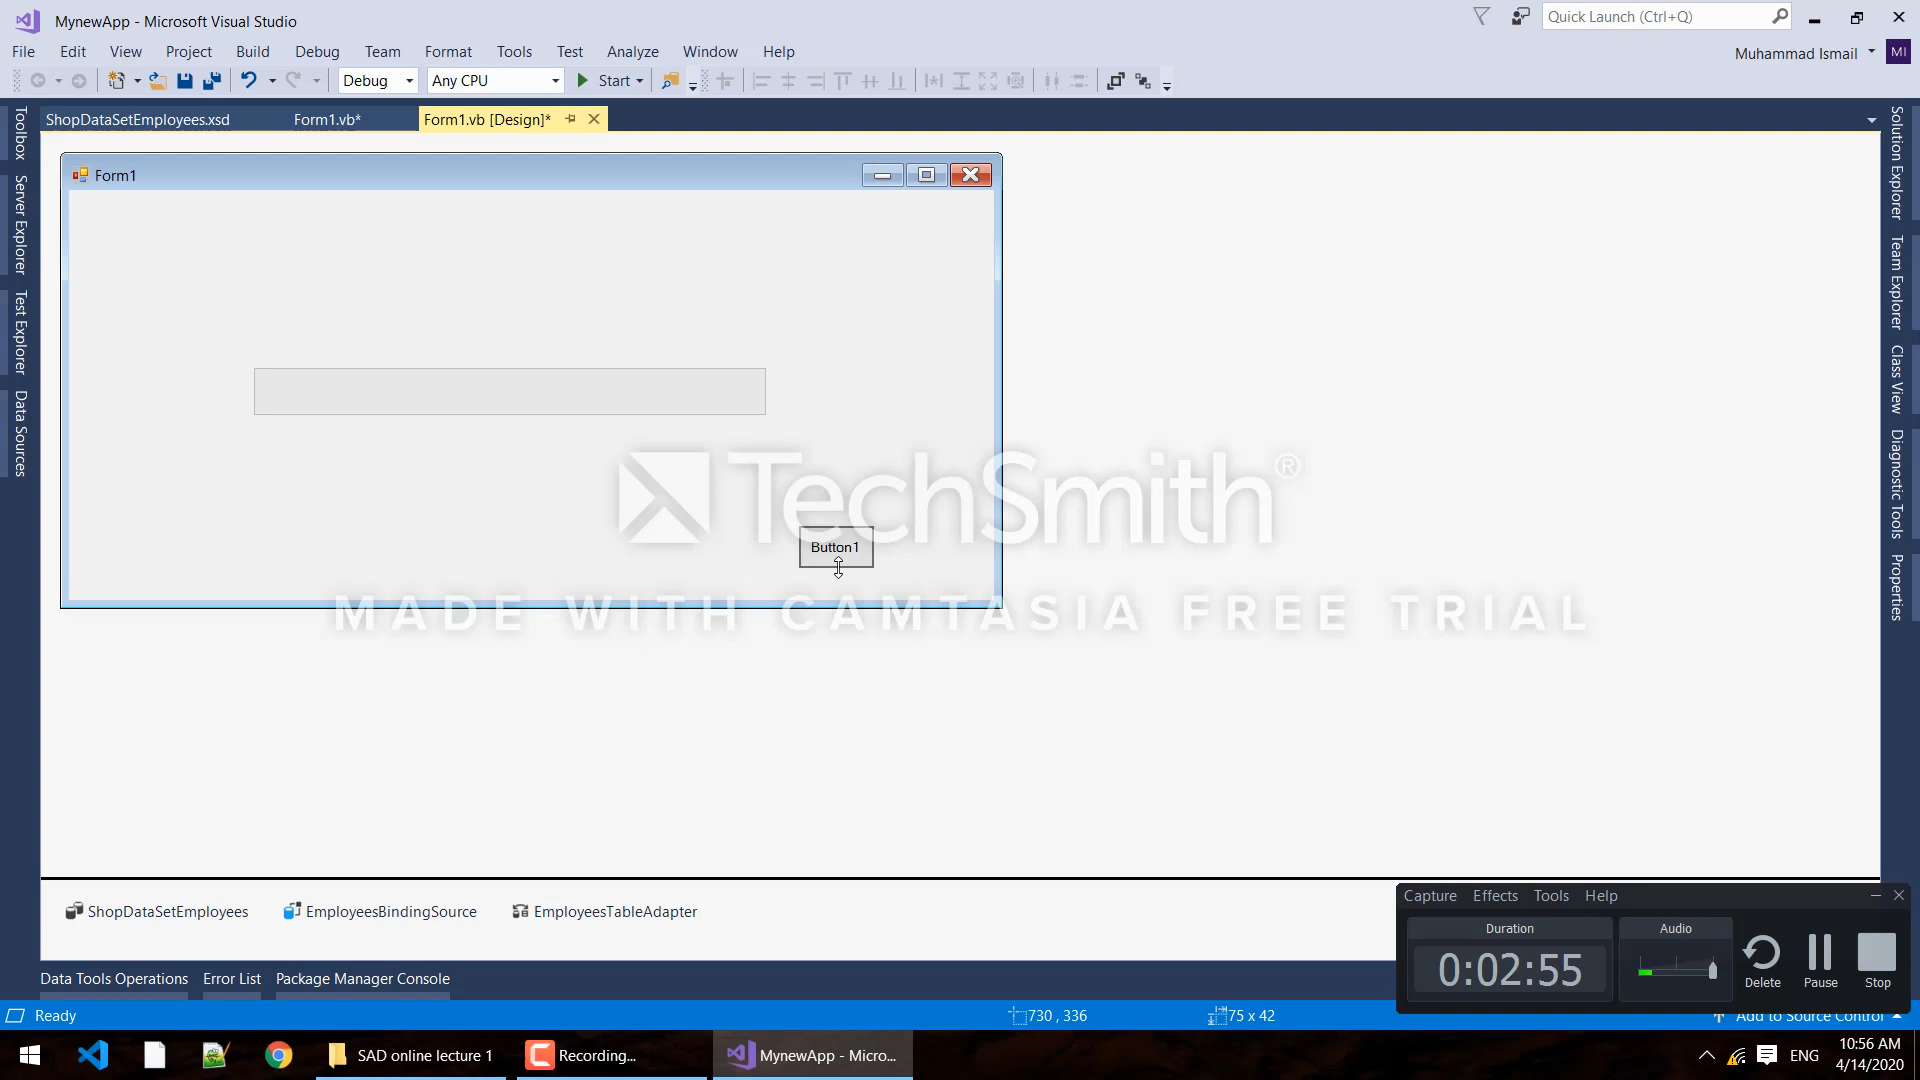 MynewApp - Microsoft Visual Studio
Quick Launch (Ctrl+Q)
File Edit View Project Build Debug Team Format Tools Test Analyze Window Help
Muhammad Ismail MI
Debug Any CPU Start
ShopDataSetEmployees.xsd Form1.vb* Form1.vb [Design]*
Toolbox
Server Explorer
Test Explorer
Data Sources
Form1
Button1
TechSmith®
MADE WITH CAMTASIA FREE TRIAL
Solution Explorer
Team Explorer
Class View
Diagnostic Tools
Properties
ShopDataSetEmployees EmployeesBindingSource EmployeesTableAdapter
Capture Effects Tools Help
Duration Audio
0:02:55
Delete Pause Stop
Data Tools Operations Error List Package Manager Console
Ready 730 , 336 75 x 42 Add to Source Control
SAD online lecture 1 Recording... MynewApp - Micro... ENG 10:56 AM
4/14/2020